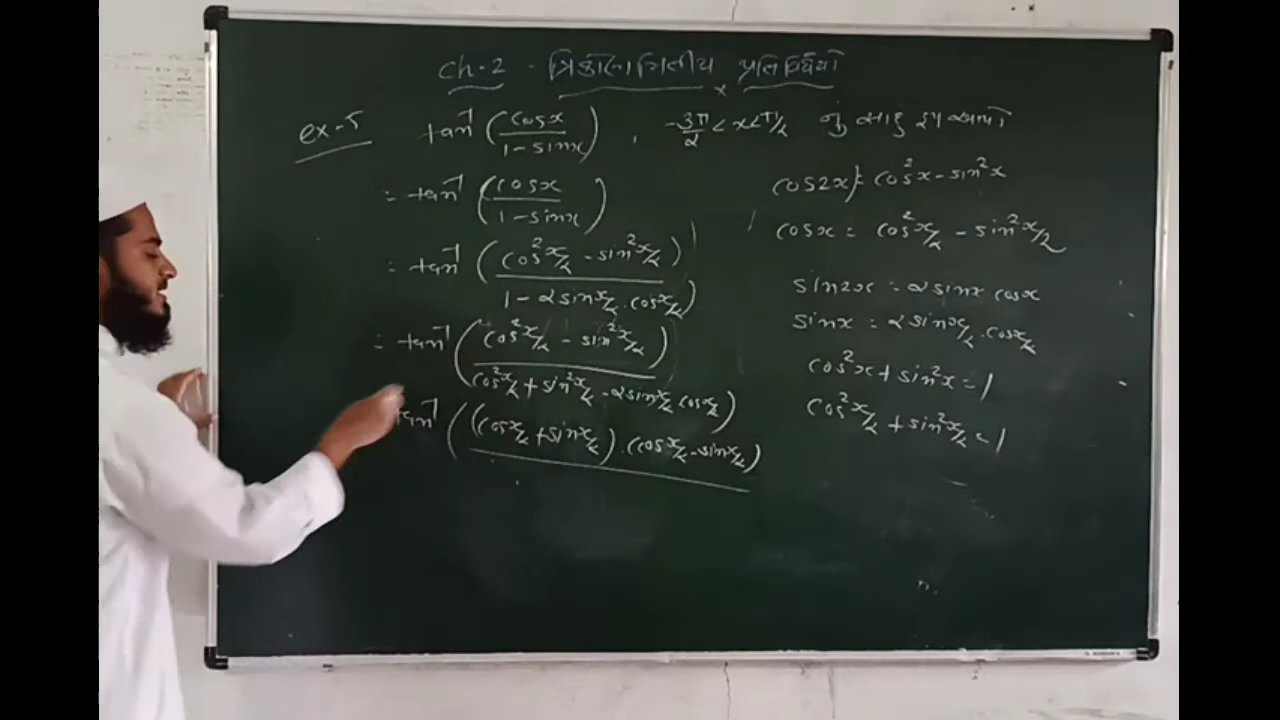 Ch-2 - ત્રિકોણમિતીય પ્રતિવિધેયો
ex-5 tan⁻¹ (cosx / 1 - sinx) , -3π/2 < x < π/2 નું સાદુ રૂપ આપો
= tan⁻¹ (cosx / 1 - sinx)
= tan⁻¹ (cos²x/2 - sin²x/2 / 1 - 2sinx/2 . cosx/2)
= tan⁻¹ (cos²x/2 - sin²x/2 / cos²x/2 + sin²x/2 - 2sinx/2 cosx/2)
tan⁻¹ ((cosx/2 + sinx/2) . (cosx/2 - sinx/2)
cos2x = cos²x - sin²x
cosx = cos²x/2 - sin²x/2
sin2x = 2sinx cosx
sinx = 2sinx/2 . cosx/2
cos²x + sin²x = 1
cos²x/2 + sin²x/2 = 1